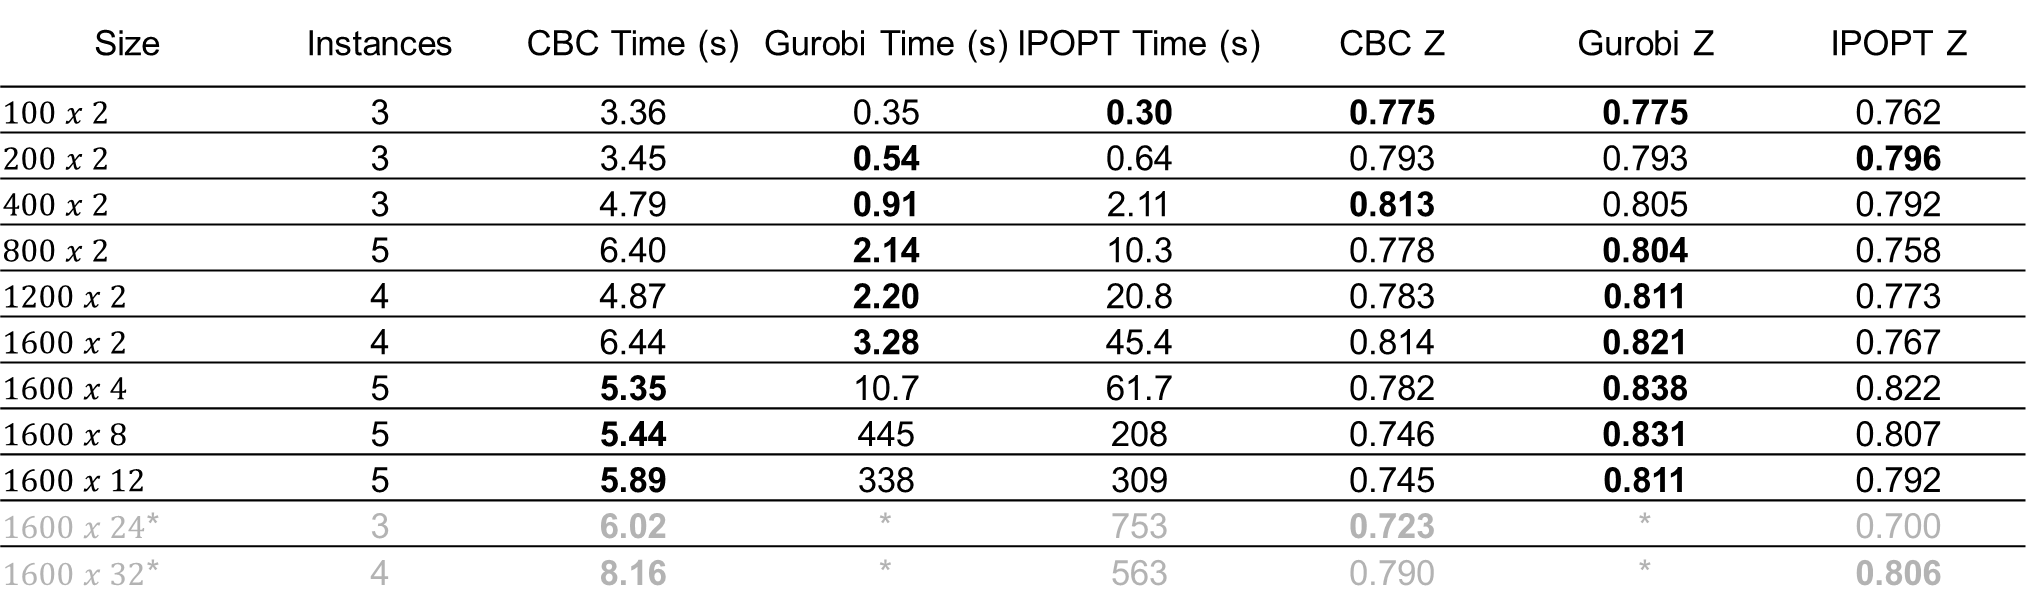 Size Instances CBC Time (s) Gurobi Time (s) IPOPT Time (s) CBC Z Gurobi Z IPOPT Z
100 x 2 3 3.36 0.35 0.30 0.775 0.775 0.762
200 x 2 3 3.45 0.54 0.64 0.793 0.793 0.796
400 x 2 3 4.79 0.91 2.11 0.813 0.805 0.792
800 x 2 5 6.40 2.14 10.3 0.778 0.804 0.758
1200 x 2 4 4.87 2.20 20.8 0.783 0.811 0.773
1600 x 2 4 6.44 3.28 45.4 0.814 0.821 0.767
1600 x 4 5 5.35 10.7 61.7 0.782 0.838 0.822
1600 x 8 5 5.44 445 208 0.746 0.831 0.807
1600 x 12 5 5.89 338 309 0.745 0.811 0.792
1600 x 24* 3 6.02 * 753 0.723 * 0.700
1600 x 32* 4 8.16 * 563 0.790 * 0.806